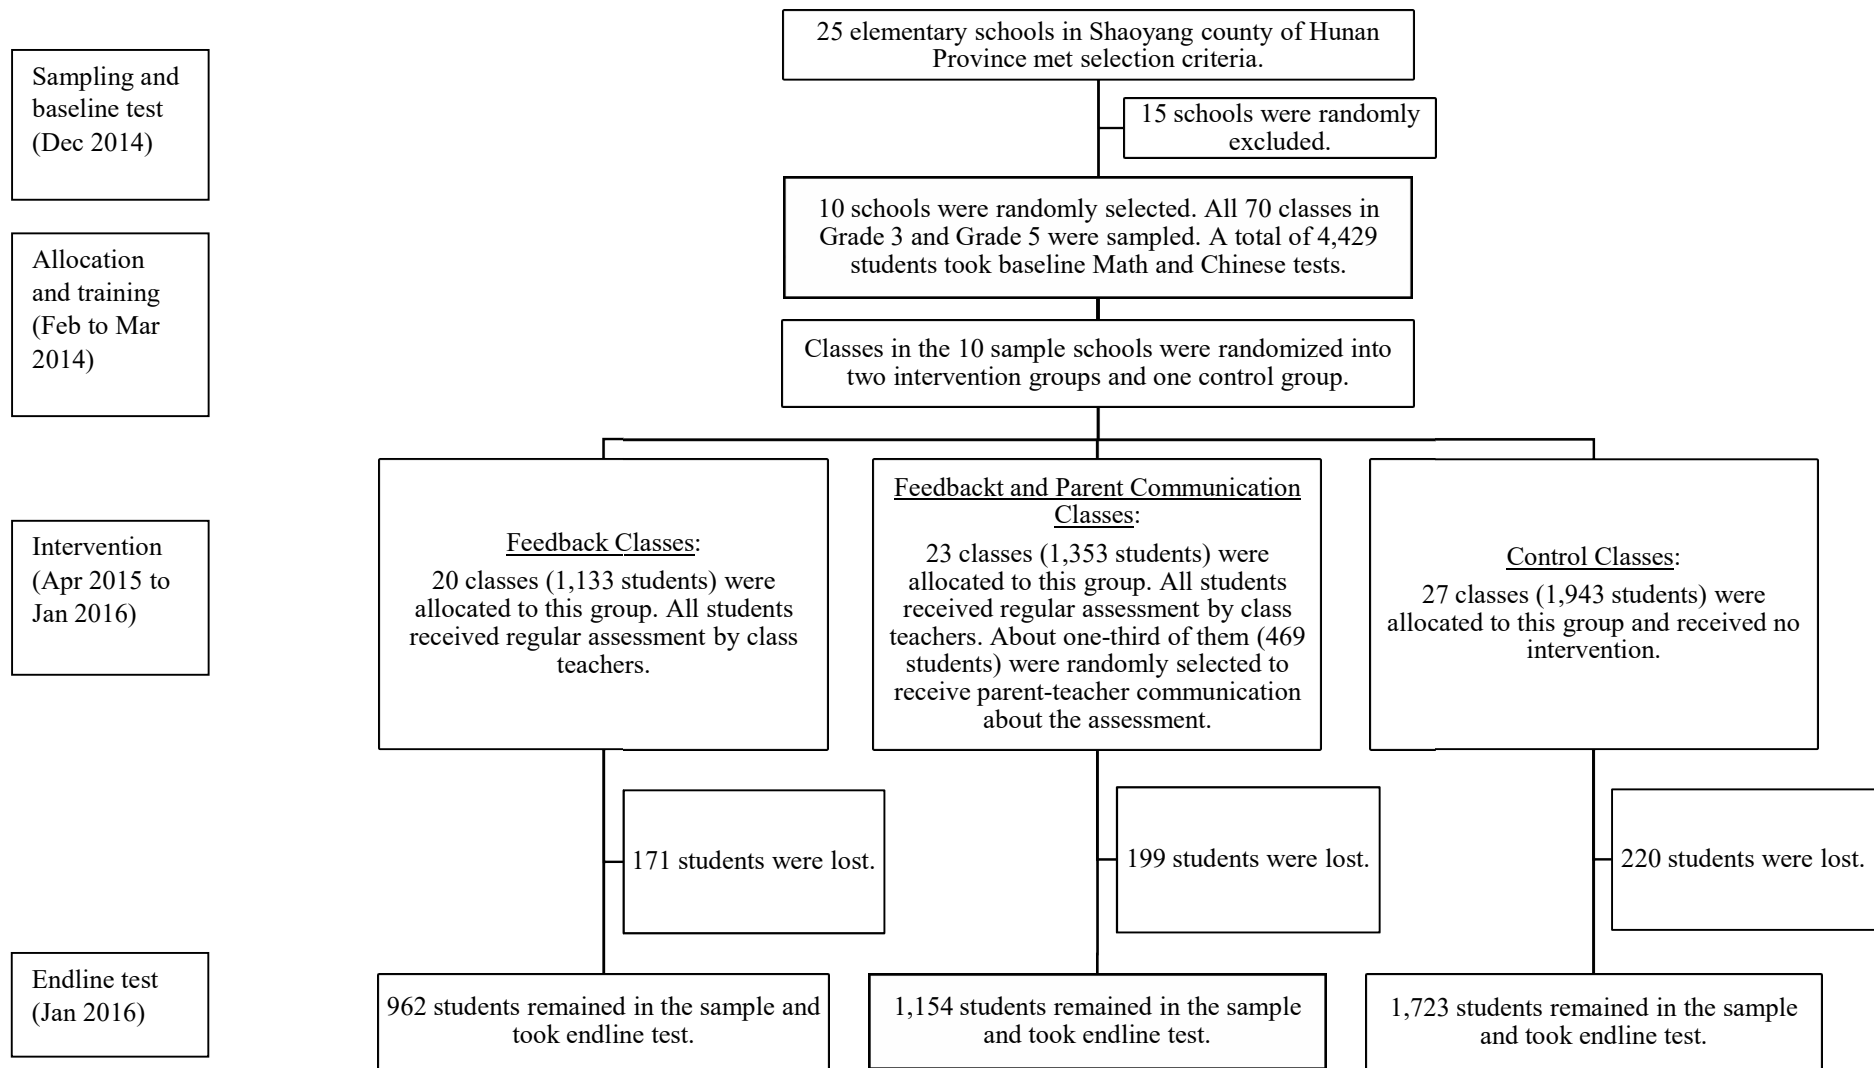 25 elementary schools in Shaoyang county of Hunan
Province met selection criteria.
Sampling and
baseline test
(Dec 2014)
15 schools were randomly
excluded.
10 schools were randomly selected. All 70 classes in
Grade 3 and Grade 5 were sampled. A total of 4,429
students took baseline Math and Chinese tests.
Allocation
and training
(Feb to Mar
2014)
Classes in the 10 sample schools were randomized into
two intervention groups and one control group.
Intervention
(Apr 2015 to
Jan 2016)
Feedback Classes:
20 classes (1,133 students) were
allocated to this group. All students
received regular assessment by class
teachers.
Feedbackt and Parent Communication
Classes:
23 classes (1,353 students) were
allocated to this group. All students
received regular assessment by class
teachers. About one-third of them (469
students) were randomly selected to
receive parent-teacher communication
about the assessment.
Control Classes:
27 classes (1,943 students) were
allocated to this group and received no
intervention.
171 students were lost.
199 students were lost.
220 students were lost.
Endline test
(Jan 2016)
962 students remained in the sample and
took endline test.
1,154 students remained in the sample
and took endline test.
1,723 students remained in the sample
and took endline test.